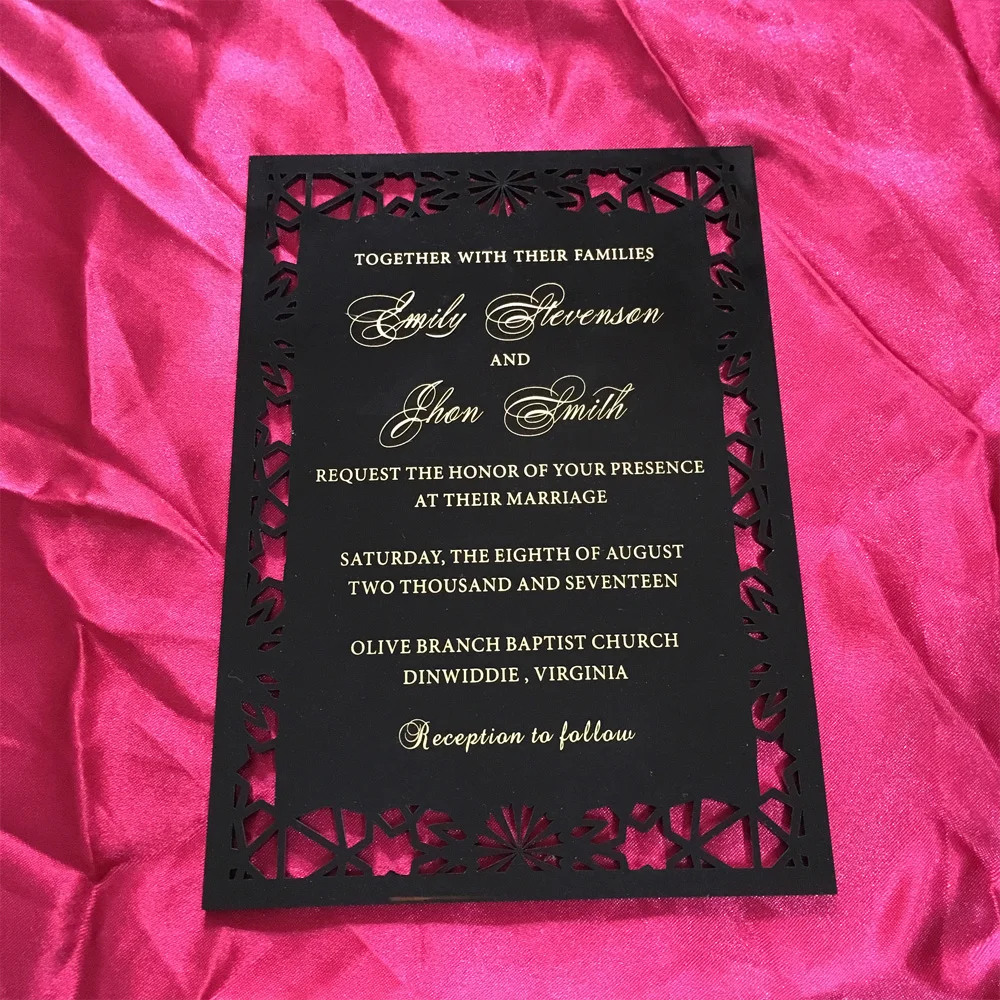 TOGETHER WITH THEIR FAMILIES
Emily Stevenson
AND
Jhon Smith
REQUEST THE HONOR OF YOUR PRESENCE
AT THEIR MARRIAGE
SATURDAY, THE EIGHTH OF AUGUST
TWO THOUSAND AND SEVENTEEN
OLIVE BRANCH BAPTIST CHURCH
DINWIDDIE , VIRGINIA
Reception to follow